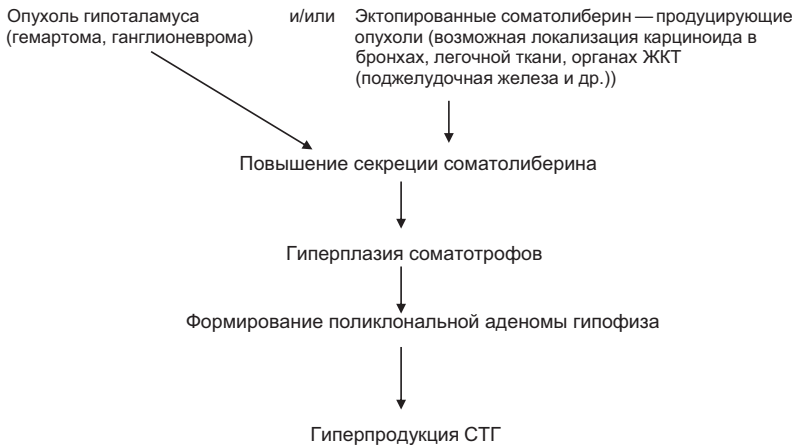 Опухоль гипоталамуса
(гемартома, ганглионеврома)
и/или
Эктопированные соматолиберин — продуцирующие
опухоли (возможная локализация карциноида в
бронхах, легочной ткани, органах ЖКТ
(поджелудочная железа и др.))
Повышение секреции соматолиберина
Гиперплазия соматотрофов
Формирование поликлональной аденомы гипофиза
Гиперпродукция СТГ